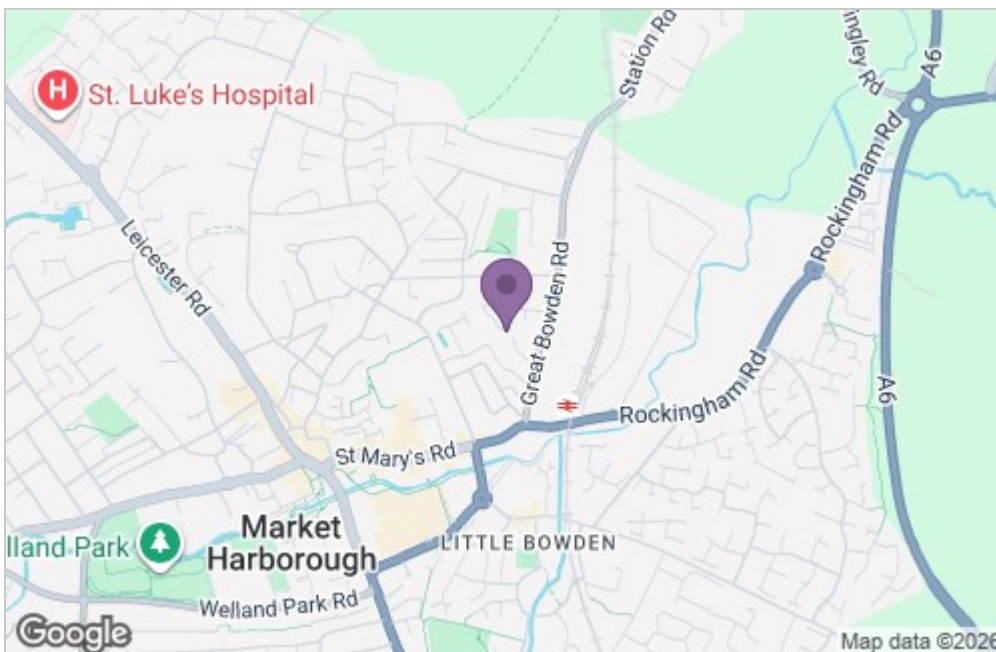 Station Rd
ingley Rd
A6
H
St. Luke's Hospital
Rockingham Rd
Leicester Rd
Great Bowden Rd
A6
Rockingham Rd
St Mary's Rd
Market
Harborough
LITTLE BOWDEN
lland Park
Welland Park Rd
Google
Map data ©2026